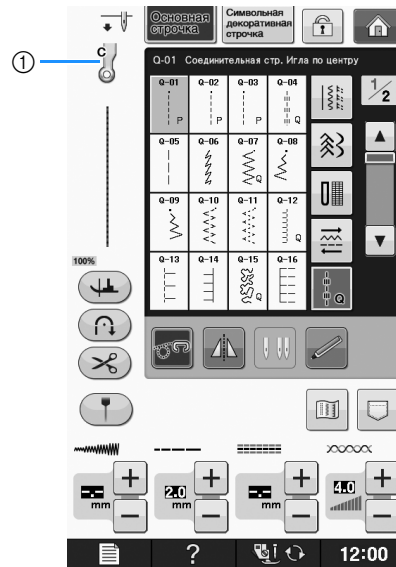 Основная
строчка
Символьная
декоративная
строчка
1
C
Q-01 Соединительная стр. Игла по центру
Q-01 Q-02 Q-03 Q-04
P P P Q
1/2
Q-05 Q-06 Q-07 Q-08
Q
Q-09 Q-10 Q-11 Q-12
Q
100%
Q-13 Q-14 Q-15 Q-16
Q
Q
-.- mm
+
−
2.0 mm
+
−
-.- mm
+
−
4.0
+
−
?
12:00